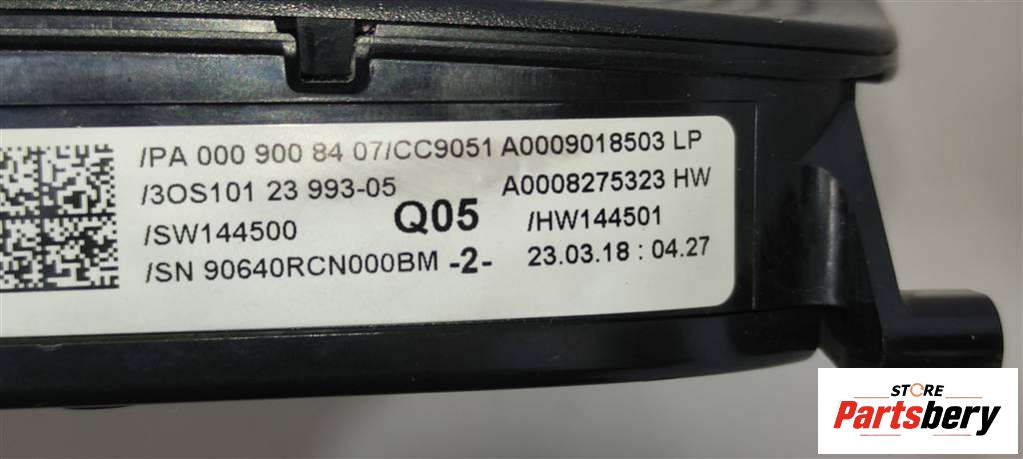 /PA 000 900 84 07/CC9051 A0009018503 LP
/3OS101 23 993-05 A0008275323 HW
/SW144500 Q05 /HW144501
/SN 90640RCN000BM -2- 23.03.18 : 04.27
STORE
Partsbery